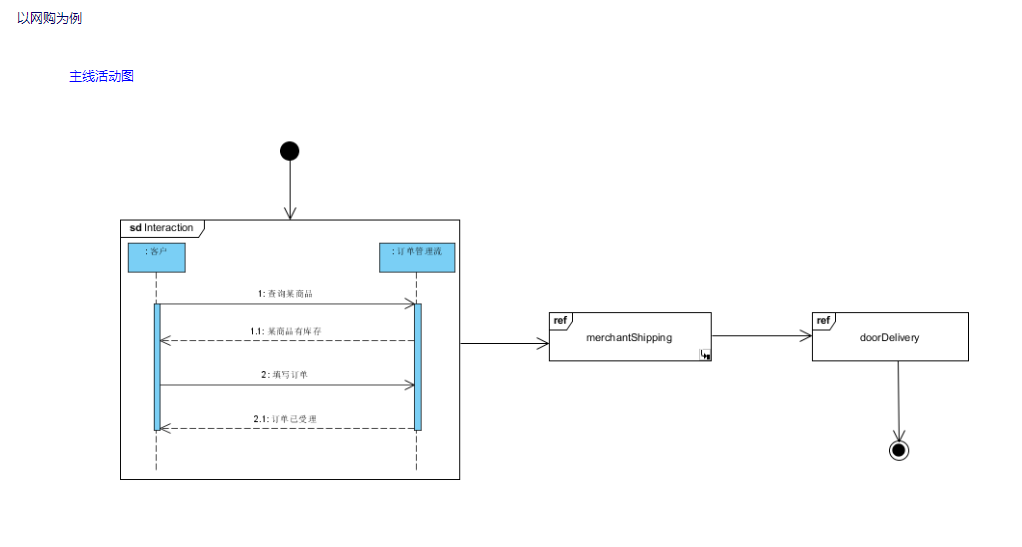 以网购为例
主线活动图
sd Interaction
: 客户
: 订单管理员
1: 查询某商品
1.1: 某商品有库存
2: 填写订单
2.1: 订单已受理
ref
merchantShipping
ref
doorDelivery